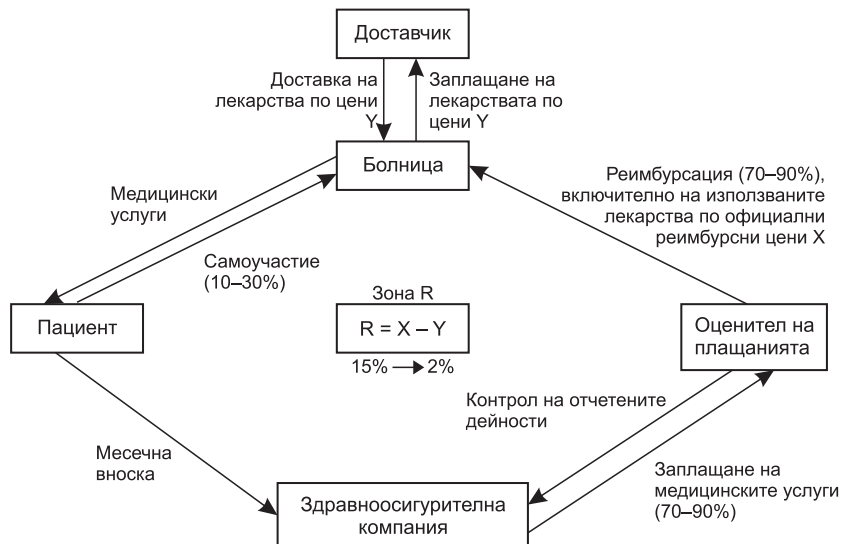 Доставчик
Доставка на
лекарства по цени
Y
Заплащане на
лекарствата по
цени Y
Болница
Медицински
услуги
Самоучастие
(10–30%)
Реимбурсация (70–90%),
включително на използваните
лекарства по официални
реимбурсни цени X
Пациент
Зона R
R = X – Y
15% → 2%
Оценител на
плащанията
Контрол на отчетените
дейности
Месечна
вноска
Заплащане на
медицинските услуги
(70–90%)
Здравноосигурителна
компания